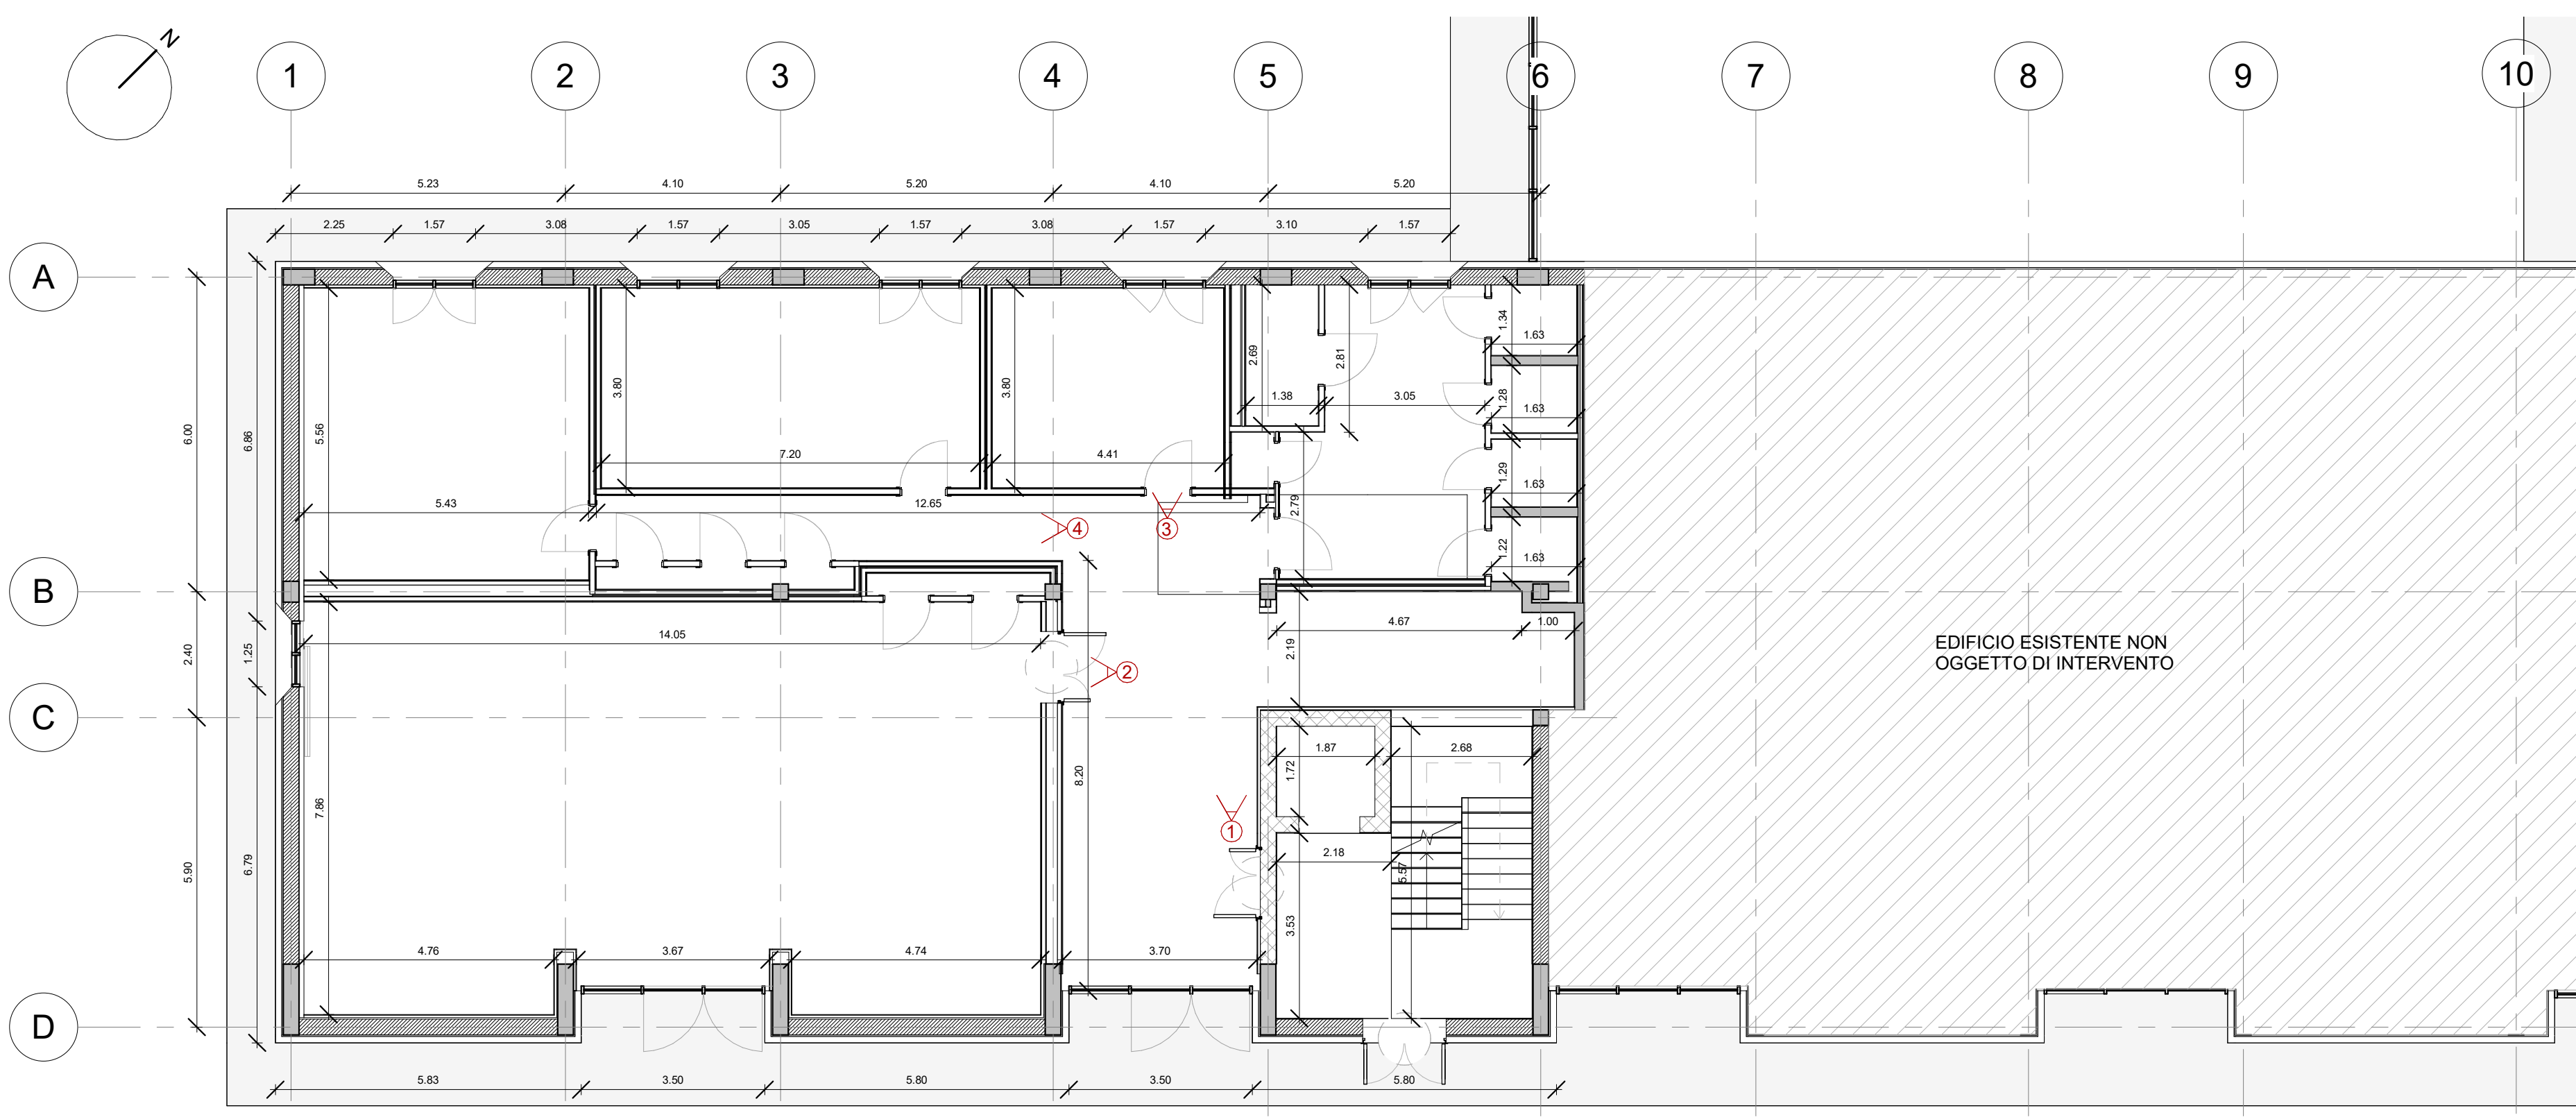 N
1 2 3 4 5 6 7 8 9 10
5.23 4.10 5.20 4.10 5.20
2.25 1.57 3.08 1.57 3.05 1.57 3.08 1.57 3.10 1.57
A
1.34
1.63
2.69 2.81
3.80 3.80
1.38 3.05 1.28
1.63
6.00 6.86 5.56
7.20 4.41
1.29
1.63
5.43 12.65 2.79
4 3
1.22
1.63
B
4.67 1.00
14.05
2.40 1.25 2.19
EDIFICIO ESISTENTE NON
OGGETTO DI INTERVENTO
2
C
1.87 2.68
1.72
8.20
7.86
1
2.18
5.90 6.79 5.57
3.53
4.76 3.67 4.74 3.70
D
5.83 3.50 5.80 3.50 5.80